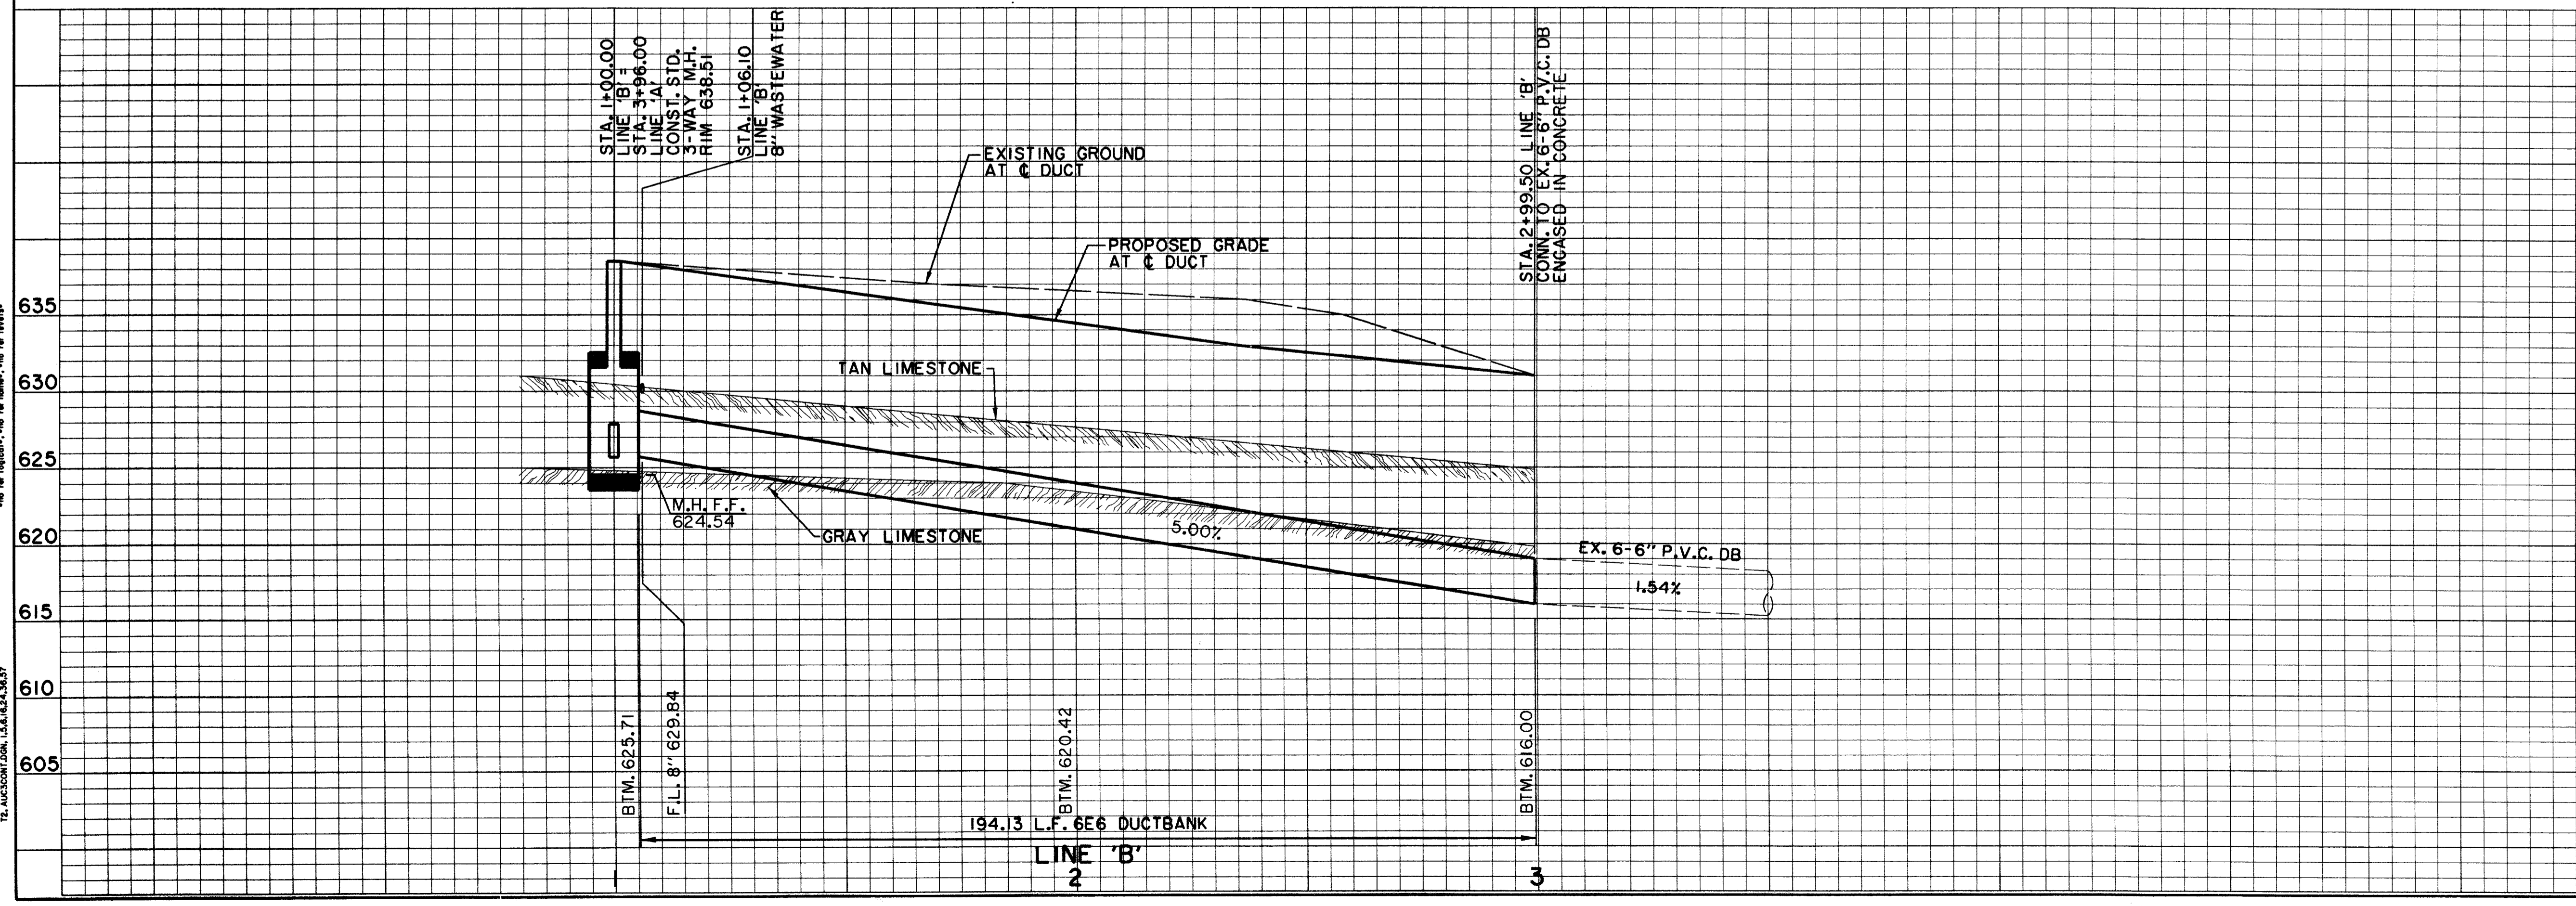 STA. 1+00.00
LINE 'B' =
STA. 3+96.00
LINE 'A'
CONST. STD.
3-WAY M.H.
RIM 638.51
STA. 1+06.10
LINE 'B'
8" WASTEWATER
STA. 2+99.50 LINE 'B'
CONN. TO EX. 6-6" P.V.C. DB
ENCASED IN CONCRETE
EXISTING GROUND
AT ℄ DUCT
PROPOSED GRADE
AT ℄ DUCT
635
630
625
620
615
610
605
TAN LIMESTONE
M.H. F.F.
624.54
GRAY LIMESTONE
5.00%
EX. 6-6" P.V.C. DB
1.54%
BTM. 625.71
F.L. 8" 629.84
BTM. 620.42
BTM. 616.00
194.13 L.F. 6E6 DUCTBANK
LINE 'B'
1
2
3